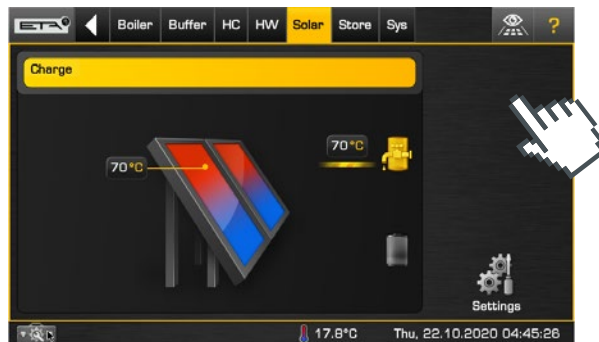 ETA
Boiler Buffer HC HW Solar Store Sys ?
Charge
70°C
70°C
Settings
17.8°C Thu, 22.10.2020 04:45:26